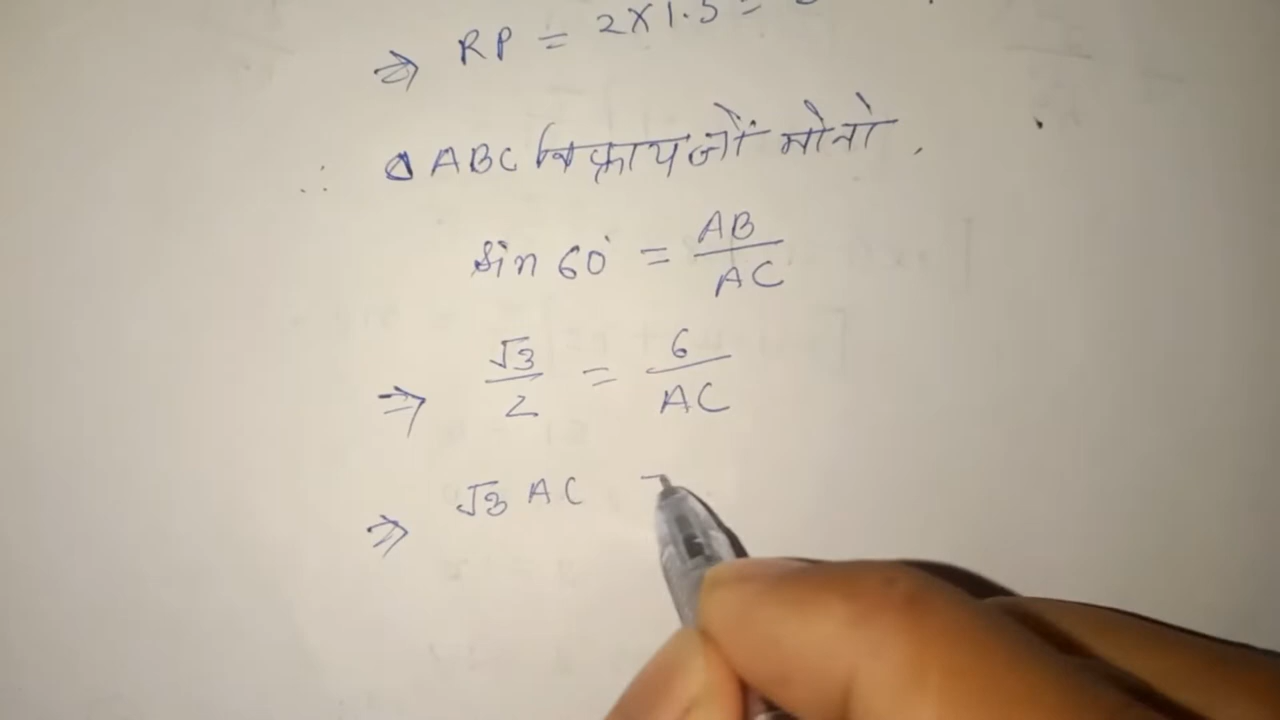 ⇒ RP = 2×1.5 =
∴ ABC
sin 60° = AB/AC
⇒ √3/2 = 6/AC
⇒ √3 AC